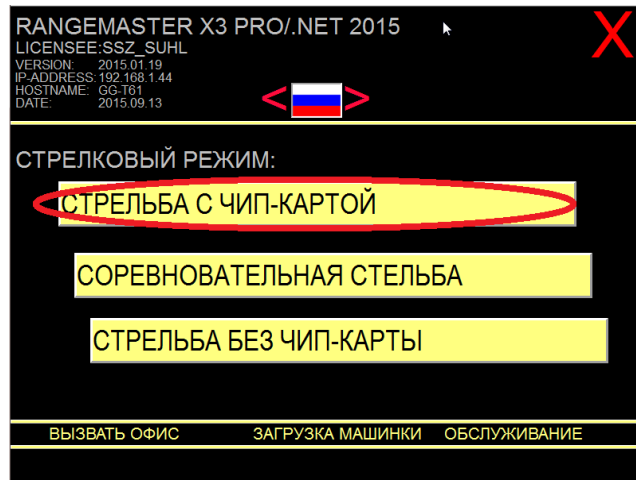 RANGEMASTER X3 PRO/.NET 2015
X
LICENSEE:SSZ_SUHL
VERSION: 2015.01.19
IP-ADDRESS: 192.168.1.44
HOSTNAME: GG-T61
DATE: 2015.09.13
< >
СТРЕЛКОВЫЙ РЕЖИМ:
СТРЕЛЬБА С ЧИП-КАРТОЙ
СОРЕВНОВАТЕЛЬНАЯ СТЕЛЬБА
СТРЕЛЬБА БЕЗ ЧИП-КАРТЫ
ВЫЗВАТЬ ОФИС ЗАГРУЗКА МАШИНКИ ОБСЛУЖИВАНИЕ